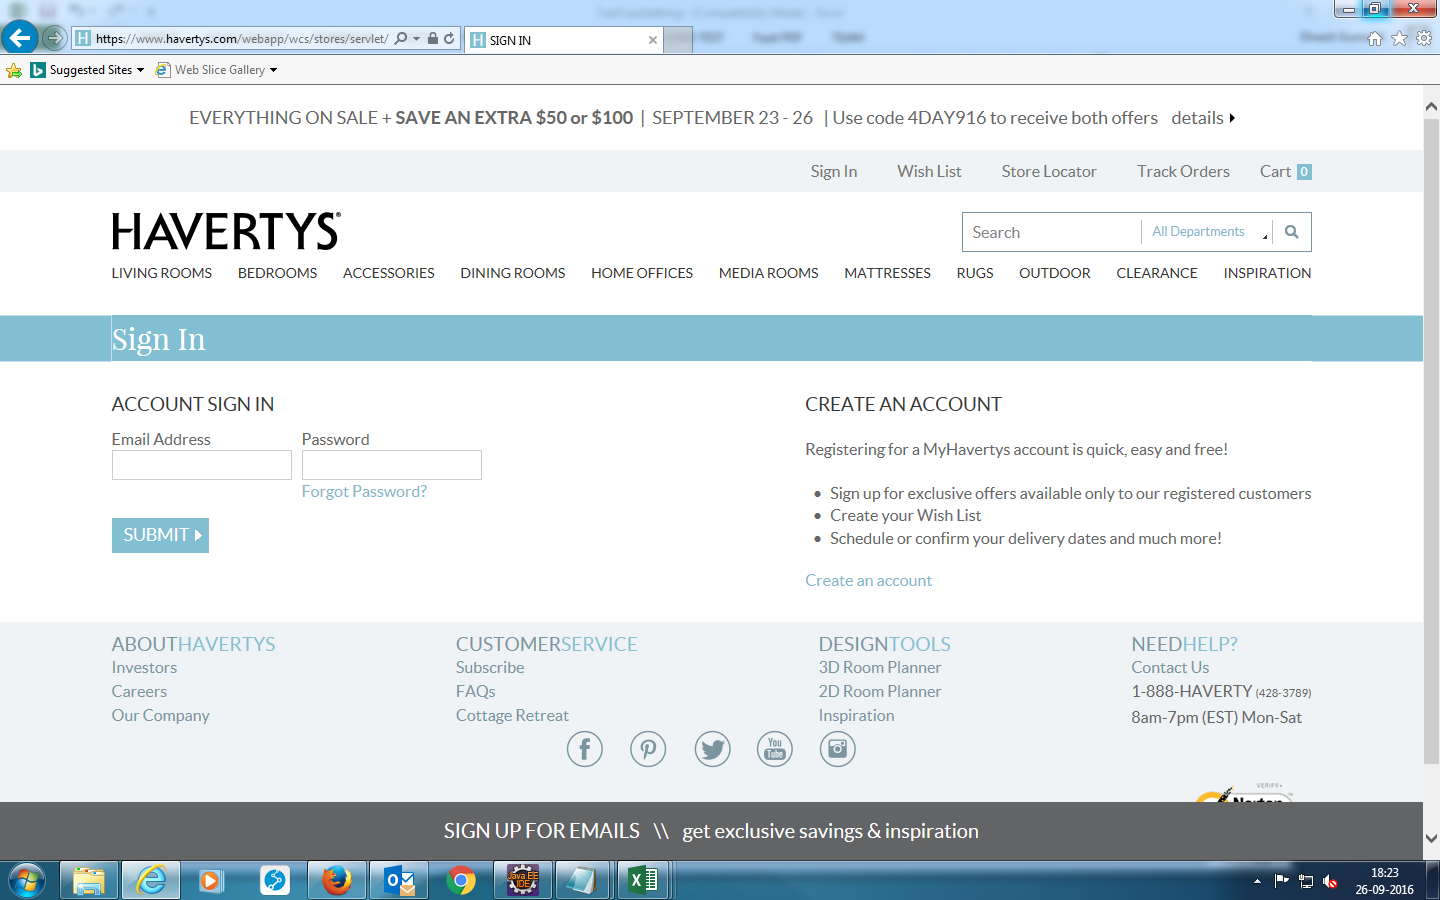 https://www.havertys.com/webapp/wcs/stores/servlet/
SIGN IN
Suggested Sites
Web Slice Gallery
EVERYTHING ON SALE + SAVE AN EXTRA $50 or $100 | SEPTEMBER 23 - 26 | Use code 4DAY916 to receive both offers details
Sign In Wish List Store Locator Track Orders Cart 0
HAVERTYS®
Search All Departments
LIVING ROOMS BEDROOMS ACCESSORIES DINING ROOMS HOME OFFICES MEDIA ROOMS MATTRESSES RUGS OUTDOOR CLEARANCE INSPIRATION
Sign In
ACCOUNT SIGN IN
Email Address Password
Forgot Password?
SUBMIT
CREATE AN ACCOUNT
Registering for a MyHavertys account is quick, easy and free!
• Sign up for exclusive offers available only to our registered customers
• Create your Wish List
• Schedule or confirm your delivery dates and much more!
Create an account
ABOUTHAVERTYS
Investors
Careers
Our Company
CUSTOMERSERVICE
Subscribe
FAQs
Cottage Retreat
DESIGNTOOLS
3D Room Planner
2D Room Planner
Inspiration
NEEDHELP?
Contact Us
1-888-HAVERTY (428-3789)
8am-7pm (EST) Mon-Sat
You
Tube
VERIFY
Norton
SIGN UP FOR EMAILS \\ get exclusive savings & inspiration
Java EE
IDE
18:23
26-09-2016